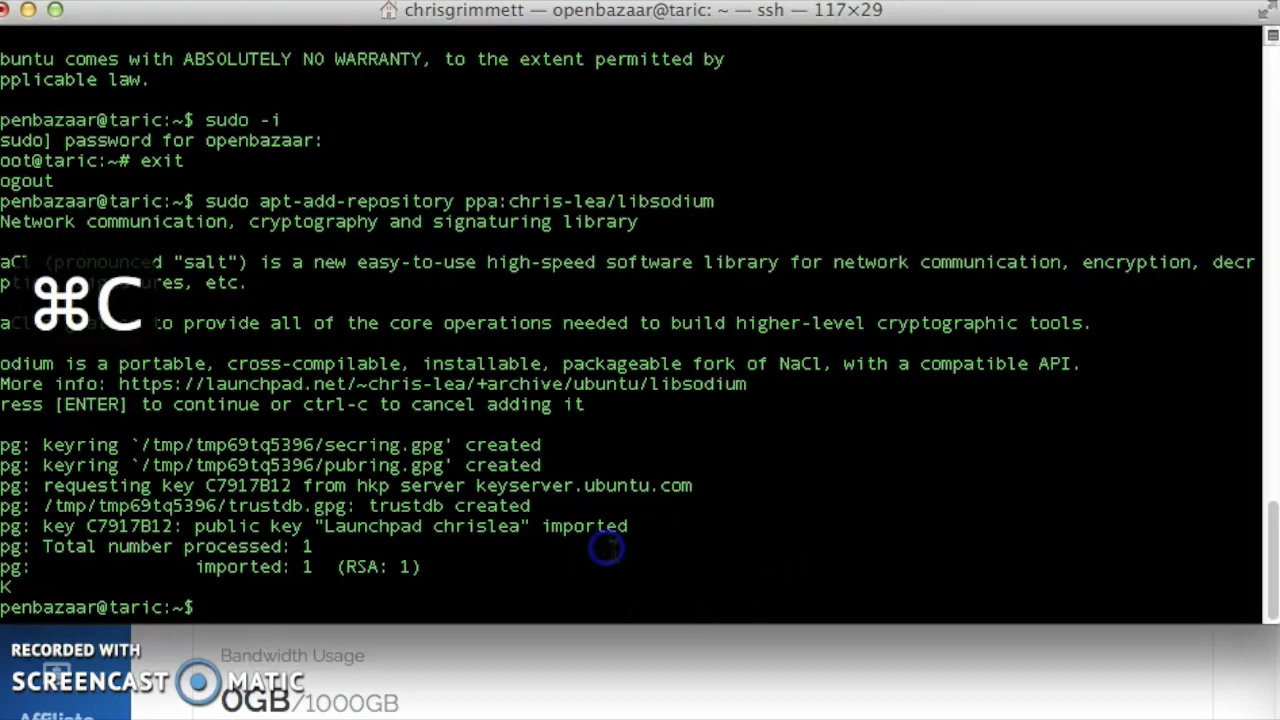 chrisgrimmett — openbazaar@taric: ~ — ssh — 117×29
buntu comes with ABSOLUTELY NO WARRANTY, to the extent permitted by
pplicable law.
penbazaar@taric:~$ sudo -i
sudo] password for openbazaar:
oot@taric:~# exit
ogout
penbazaar@taric:~$ sudo apt-add-repository ppa:chris-lea/libsodium
Network communication, cryptography and signaturing library
aCl (pronounced "salt") is a new easy-to-use high-speed software library for network communication, encryption, decr
es, etc.
⌘C
to provide all of the core operations needed to build higher-level cryptographic tools.
odium is a portable, cross-compilable, installable, packageable fork of NaCl, with a compatible API.
More info: https://launchpad.net/~chris-lea/+archive/ubuntu/libsodium
ress [ENTER] to continue or ctrl-c to cancel adding it
pg: keyring `/tmp/tmp69tq5396/secring.gpg' created
pg: keyring `/tmp/tmp69tq5396/pubring.gpg' created
pg: requesting key C7917B12 from hkp server keyserver.ubuntu.com
pg: /tmp/tmp69tq5396/trustdb.gpg: trustdb created
pg: key C7917B12: public key "Launchpad chrislea" imported
pg: Total number processed: 1
pg: imported: 1 (RSA: 1)
K
penbazaar@taric:~$
RECORDED WITH
SCREENCAST MATIC
Bandwidth Usage
0GB/1000GB
Affiliate